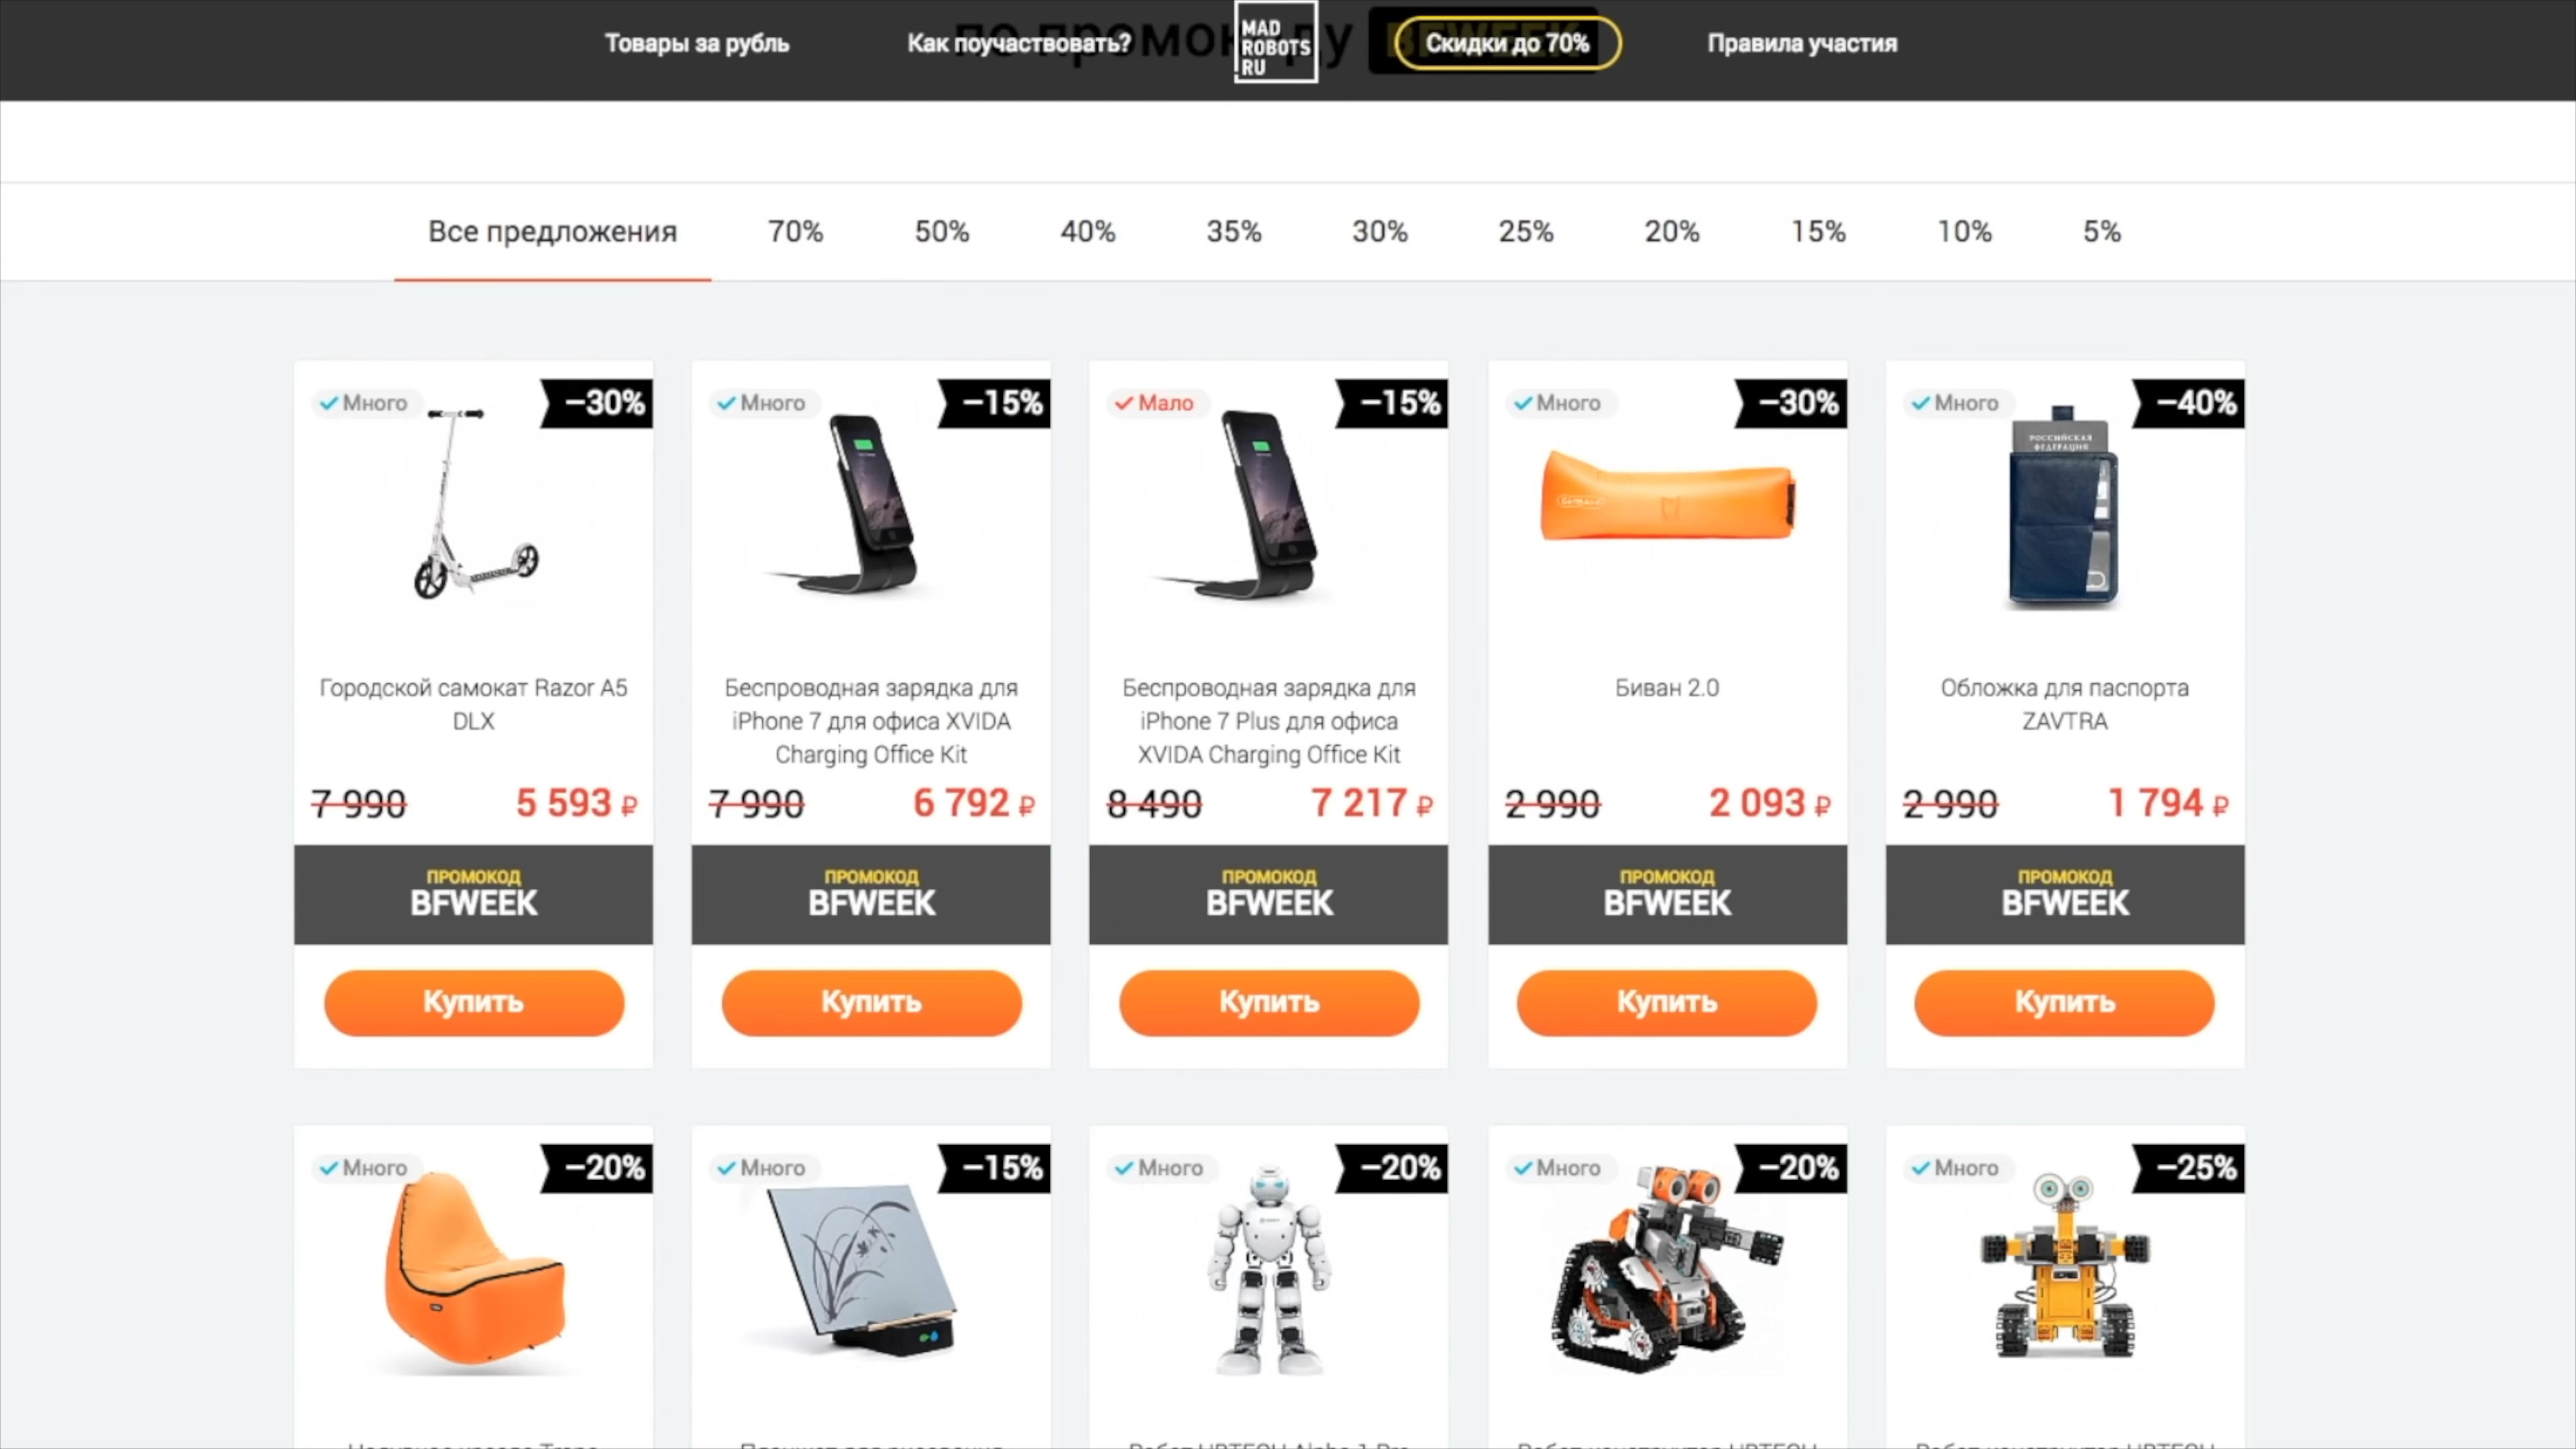 Товары за рубль
Как поучаствовать?
MAD
ROBOTS
RU
Скидки до 70%
Правила участия
Все предложения 70% 50% 40% 35% 30% 25% 20% 15% 10% 5%
Много –30%
Много –15%
Мало –15%
Много –30%
Много –40%
РОССИЙСКАЯ
ФЕДЕРАЦИЯ
Городской самокат Razor A5
DLX
7 990 5 593 ₽
ПРОМОКОД
BFWEEK
Купить
Беспроводная зарядка для
iPhone 7 для офиса XVIDA
Charging Office Kit
7 990 6 792 ₽
ПРОМОКОД
BFWEEK
Купить
Беспроводная зарядка для
iPhone 7 Plus для офиса
XVIDA Charging Office Kit
8 490 7 217 ₽
ПРОМОКОД
BFWEEK
Купить
Биван 2.0
2 990 2 093 ₽
ПРОМОКОД
BFWEEK
Купить
Обложка для паспорта
ZAVTRA
2 990 1 794 ₽
ПРОМОКОД
BFWEEK
Купить
Много –20%
Много –15%
Много –20%
Много –20%
Много –25%